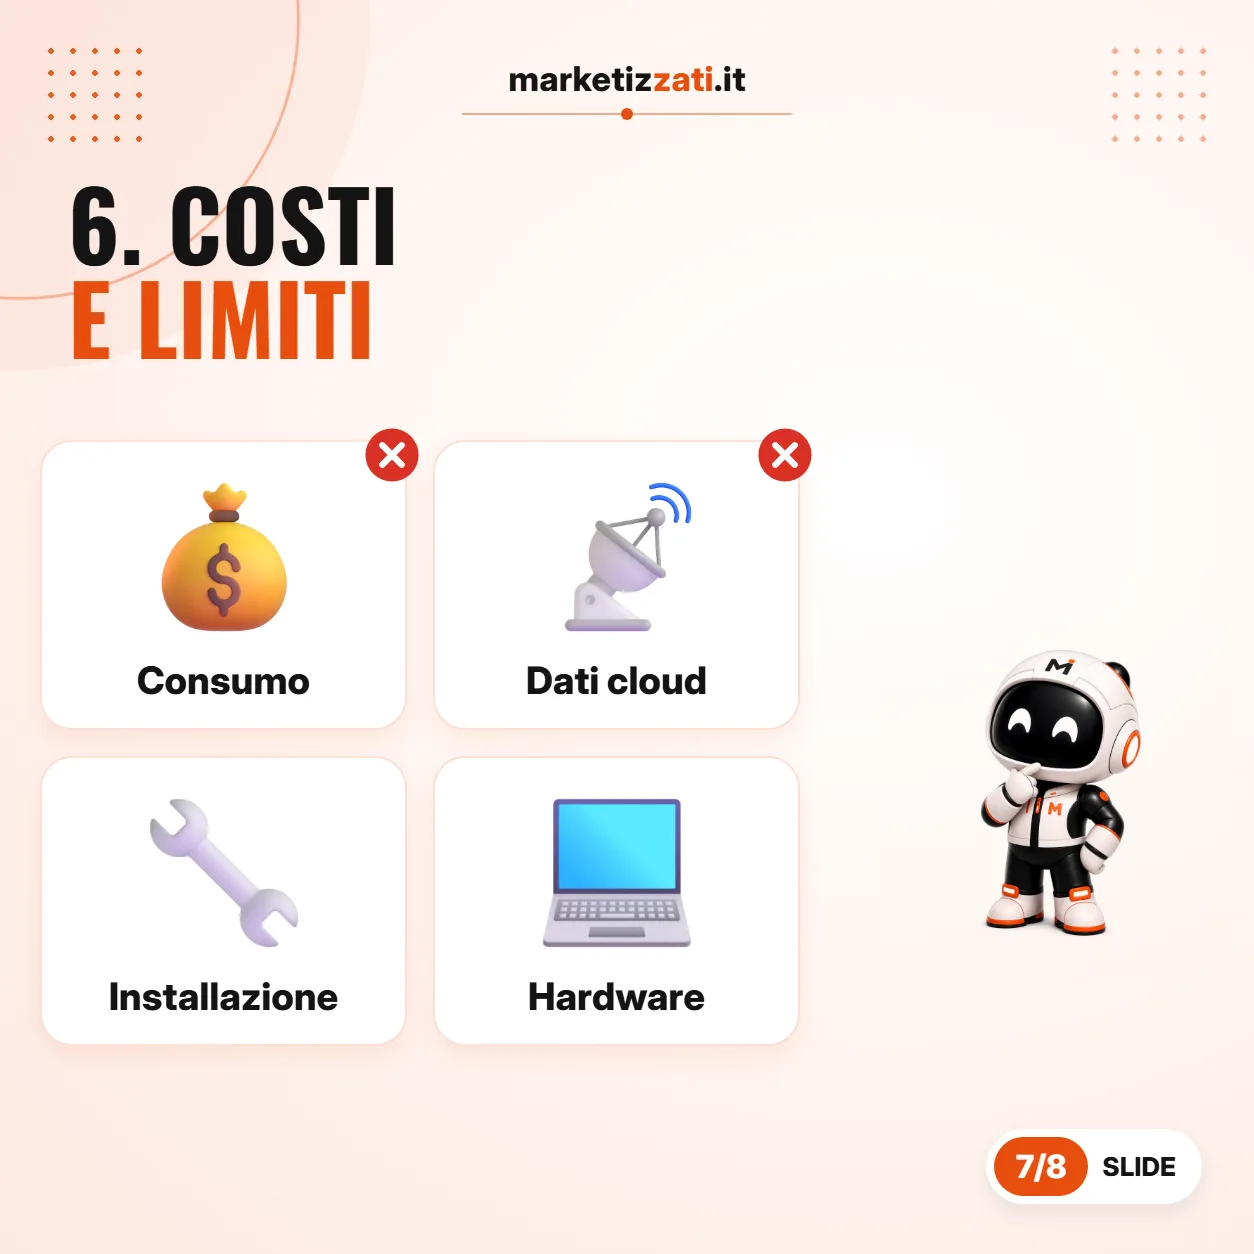 marketizzati.it
6. COSTI
E LIMITI
Consumo
Dati cloud
Installazione
Hardware
7/8 SLIDE